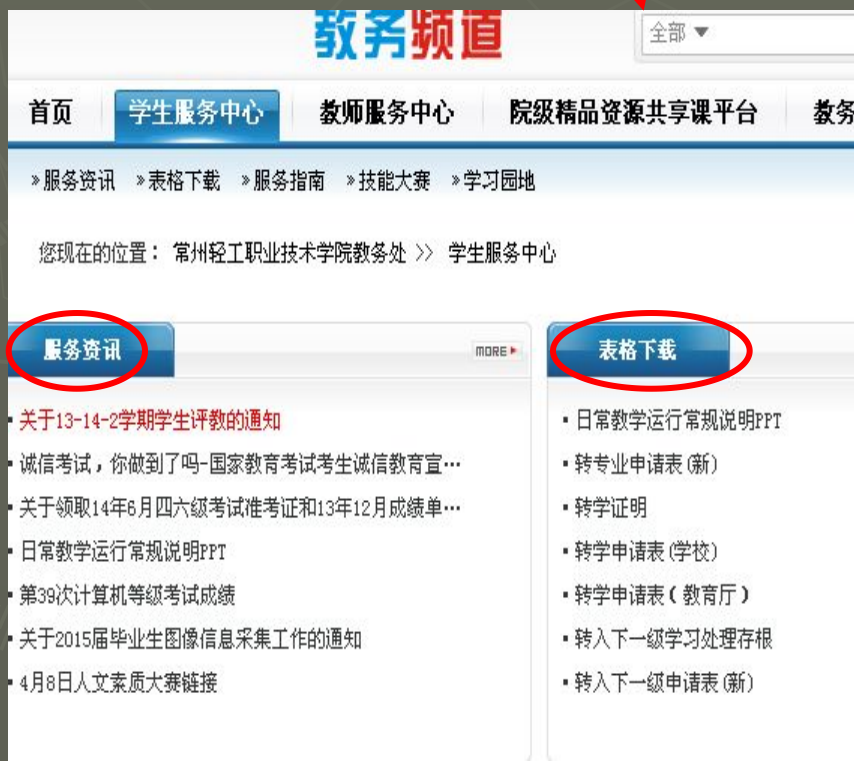 教务频道
全部 ▼
首页 学生服务中心 教师服务中心 院级精品资源共享课平台 教务
»服务资讯 »表格下载 »服务指南 »技能大赛 »学习园地
您现在的位置： 常州轻工职业技术学院教务处 >> 学生服务中心
服务资讯 MORE
▪ 关于13-14-2学期学生评教的通知
▪ 诚信考试，你做到了吗-国家教育考试考生诚信教育宣…
▪ 关于领取14年6月四六级考试准考证和13年12月成绩单…
▪ 日常教学运行常规说明PPT
▪ 第39次计算机等级考试成绩
▪ 关于2015届毕业生图像信息采集工作的通知
▪ 4月8日人文素质大赛链接
表格下载
▪ 日常教学运行常规说明PPT
▪ 转专业申请表(新)
▪ 转学证明
▪ 转学申请表(学校)
▪ 转学申请表(教育厅)
▪ 转入下一级学习处理存根
▪ 转入下一级申请表(新)